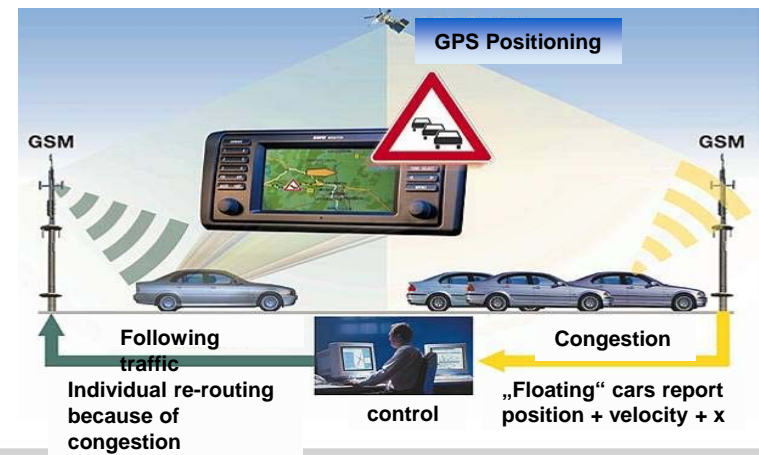 GPS Positioning
GSM
GSM
Following
traffic
Individual re-routing
because of
congestion
control
Congestion
„Floating“ cars report
position + velocity + x